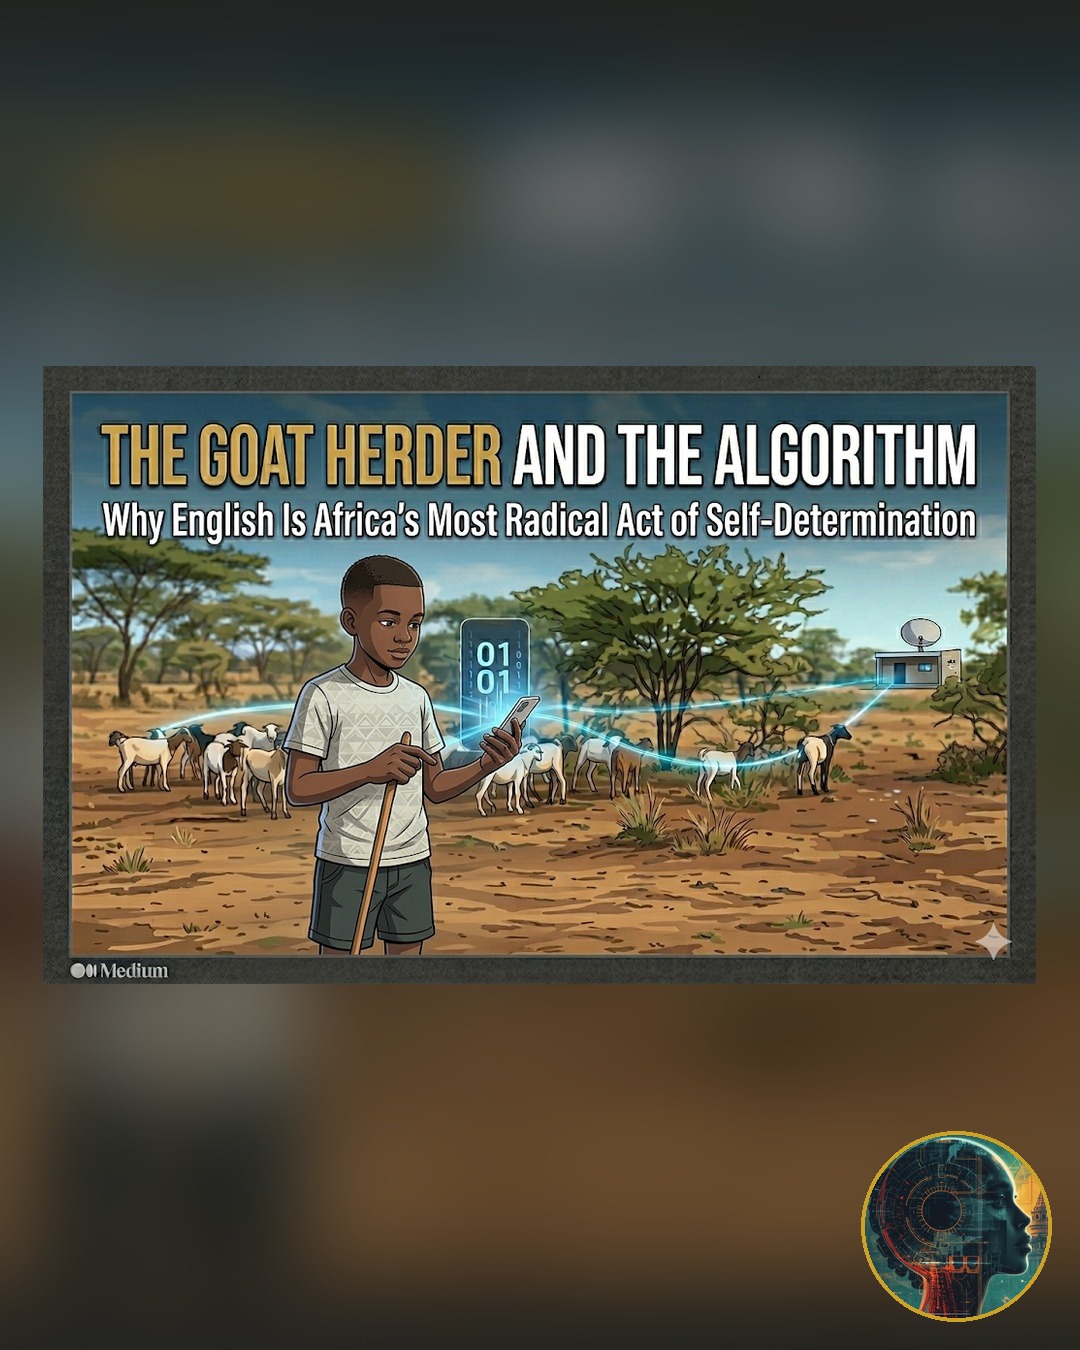 THE GOAT HERDER AND THE ALGORITHM
Why English Is Africa's Most Radical Act of Self-Determination
01
01
Medium